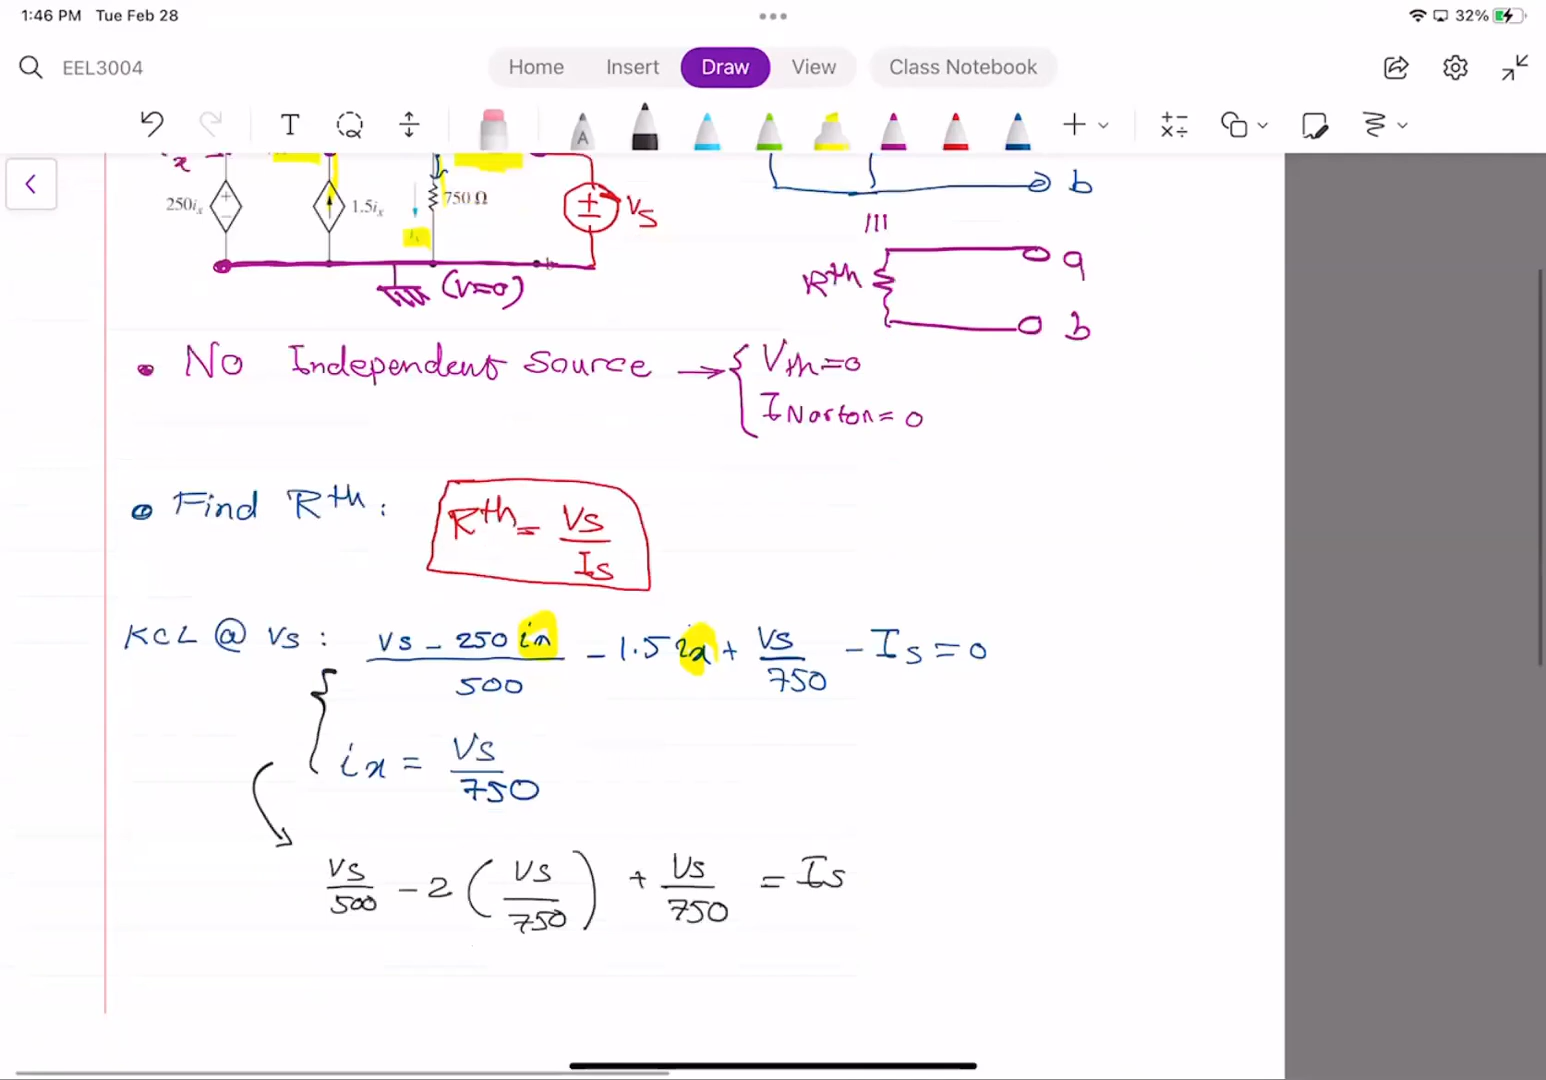 1:46 PM Tue Feb 28
32%
EEL3004
Home Insert Draw View Class Notebook
T
A
x
250ix
+
−
1.5ix
750 Ω
+
−
Vs
b
(V=0)
b
Rth
a
b
• No Independent Source → { Vth=0
INorton= 0
• Find Rth:
Rth = Vs/Is
KCL @ Vs : (Vs - 250 ix)/500 - 1.5 ix + Vs/750 - Is = 0
ix = Vs/750
Vs/500 - 2 (Vs/750) + Vs/750 = Is